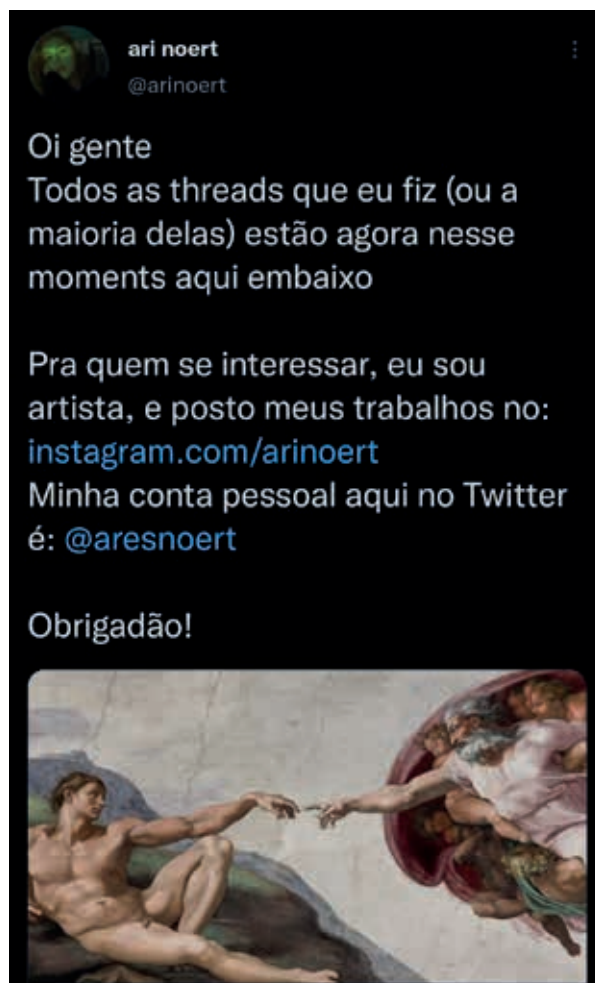 ari noert
@arinoert
Oi gente
Todos as threads que eu fiz (ou a
maioria delas) estão agora nesse
moments aqui embaixo
Pra quem se interessar, eu sou
artista, e posto meus trabalhos no:
instagram.com/arinoert
Minha conta pessoal aqui no Twitter
é: @aresnoert
Obrigadão!